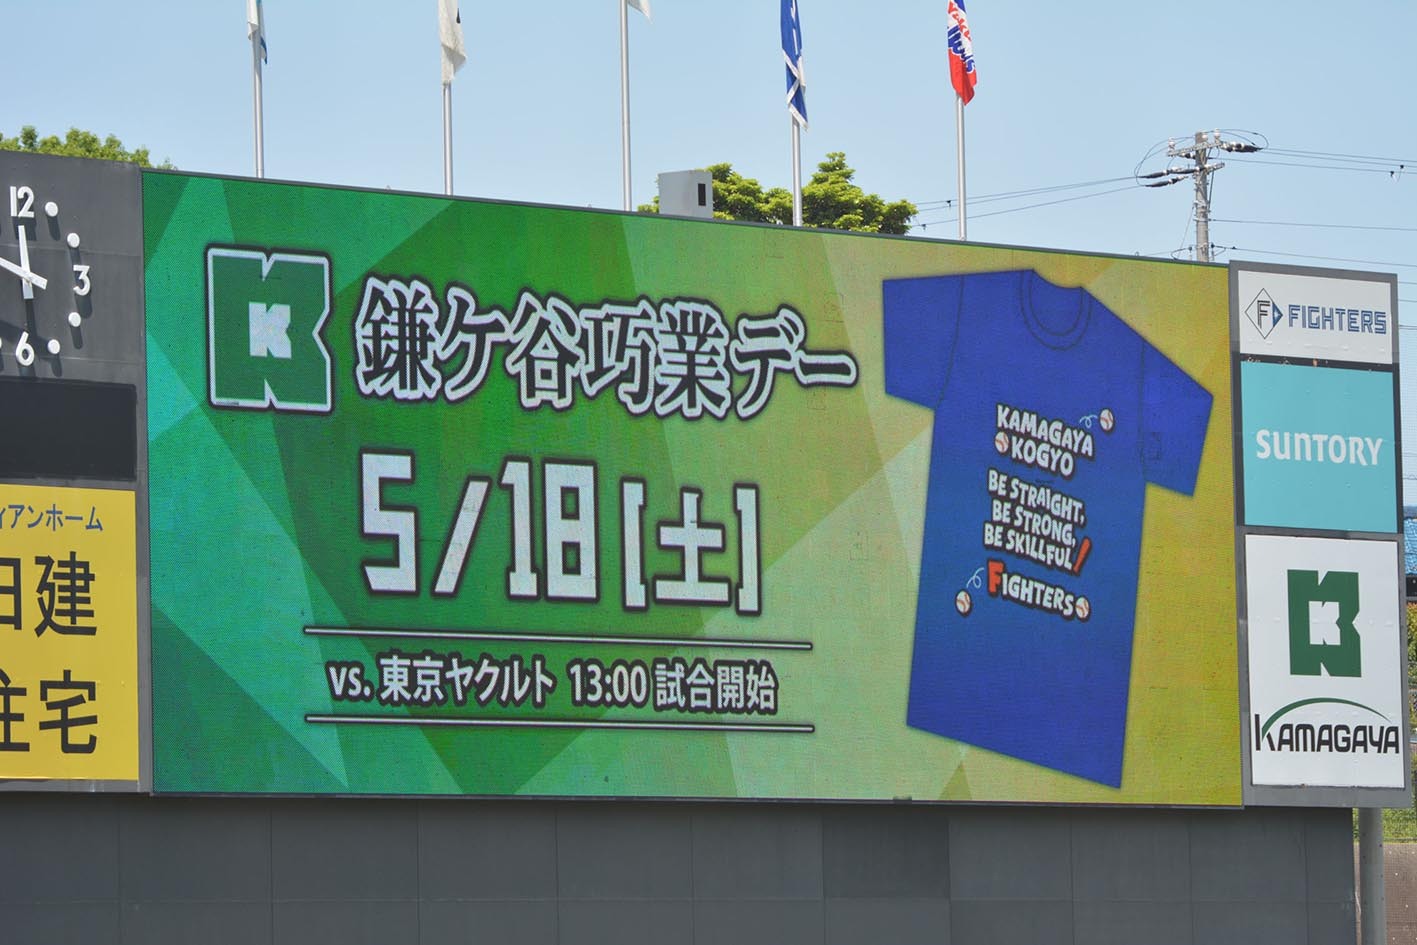 12
3
6
ィアンホーム
日建
住宅
K
鎌ケ谷巧業デー
5/18[土]
vs. 東京ヤクルト 13:00 試合開始
KAMAGAYA
KOGYO
BE STRAIGHT,
BE STRONG,
BE SKILLFUL!
FIGHTERS
F FIGHTERS
SUNTORY
K
KAMAGAYA